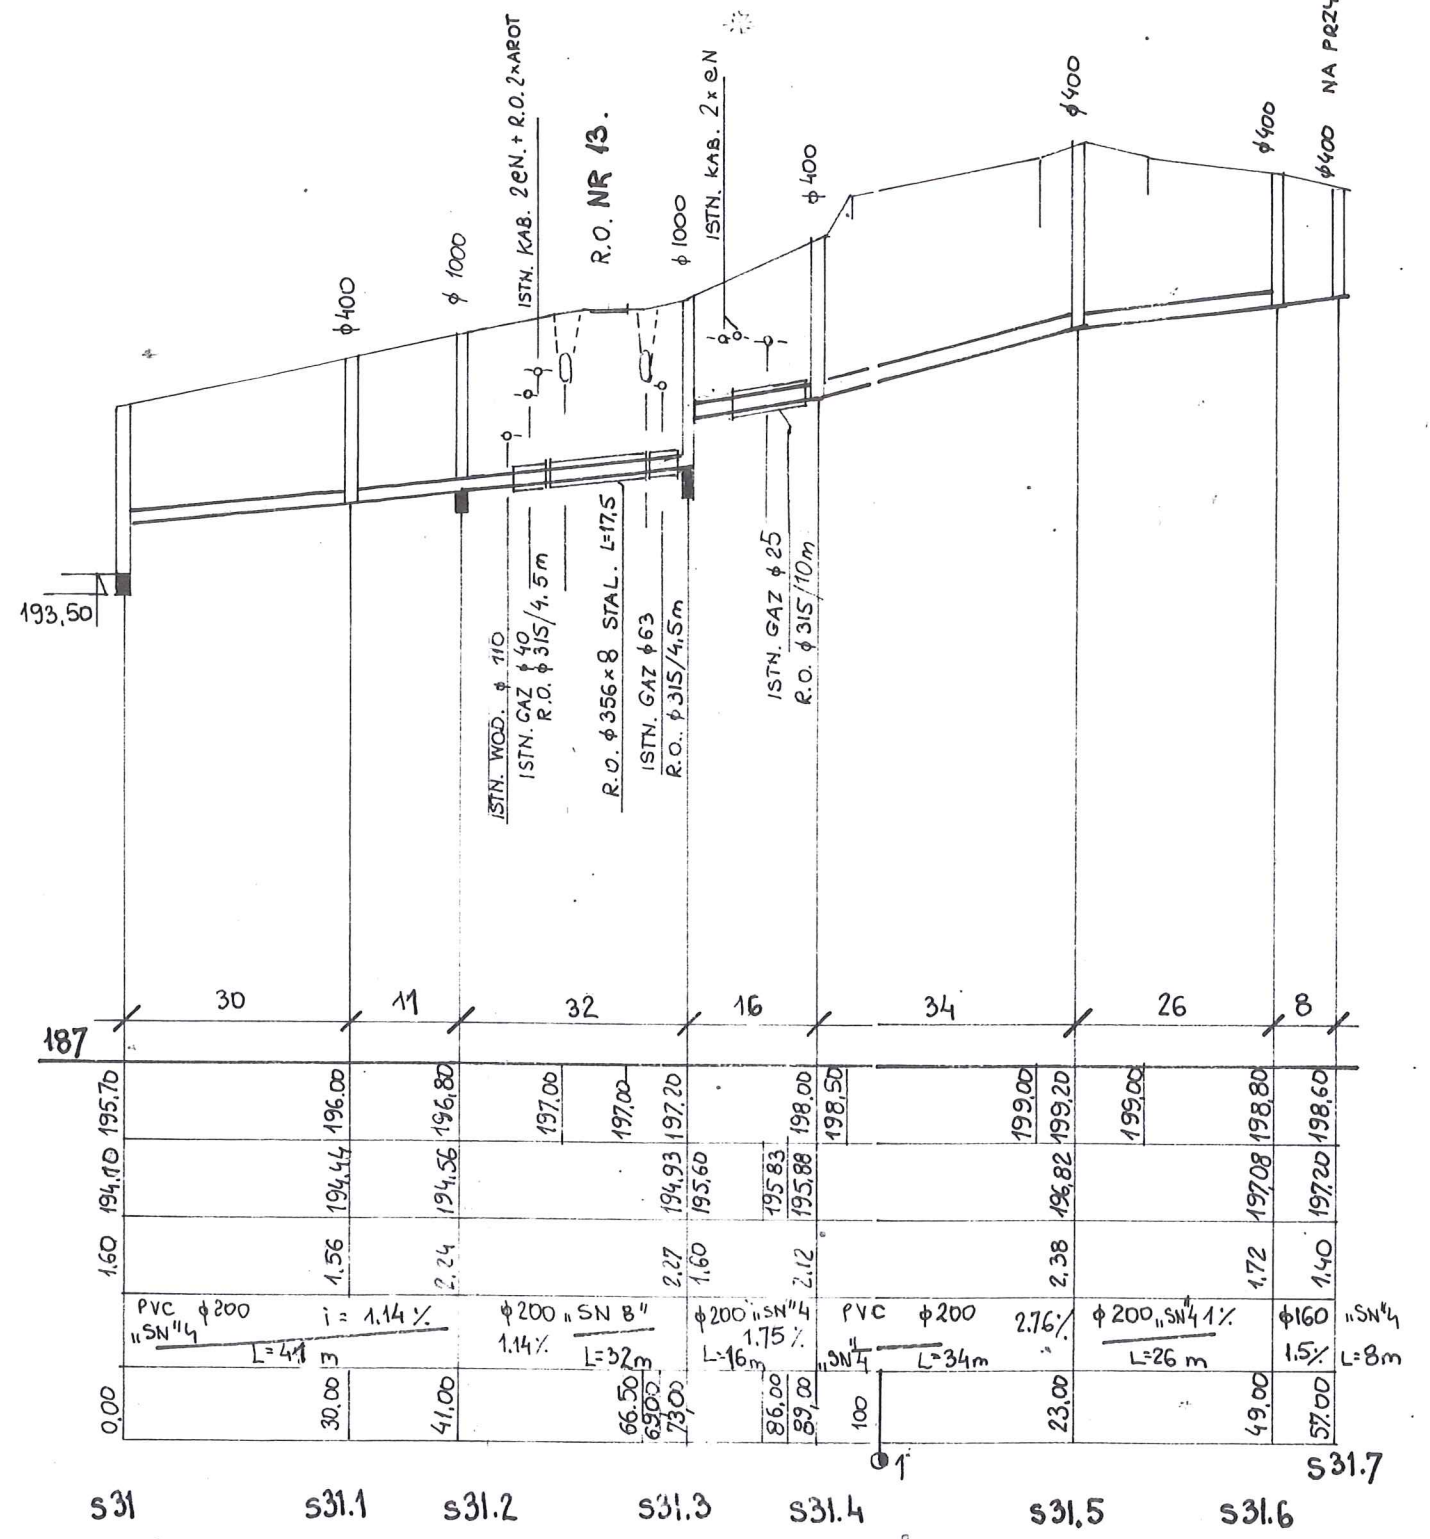 NA PRZY
ISTN. KAB. 2eN. + R.O. 2xAROT
R.O. NR 13.
ISTN. KAB. 2x eN
ϕ400
ϕ 1000
ϕ 1000
ϕ 400
ϕ400
ϕ400
ϕ400
193,50
ISTN. WOD. ϕ 110
ISTN. GAZ ϕ 40
R.O. ϕ 315/4.5m
R.O. ϕ 356x8 STAL. L=17,5
ISTN. GAZ ϕ63
R.O. ϕ 315/4,5m
ISTN. GAZ ϕ 25
R.O. ϕ 315/10m
30 11 32 16 34 26 8
187
195,70 196.00 196,80 197.00 197.00 197.20 198,00 198,50 199,00 199,20 199,00 198,80 198,60
194.10 194.44 194.56 194.93 195,60 195.83 195.88 196,82 197,08 197.20
1.60 1.56 2.24 2.27 1.60 2.12 2.38 1.72 1.40
PVC ϕ200 i = 1.14% ϕ200 „SN 8" ϕ200 „SN"4 PVC ϕ200 2.76% ϕ 200 „SN"4 1% ϕ160 „SN"4
„SN"4 L=41 m 1.14% L=32m 1.75% L=16m „SN"4 L=34m L=26 m 1.5% L=8m
0.00 30.00 41.00 66.50 69.00 73,00 86,00 89,00 100 23.00 49,00 57.00
1
S31 S31.1 S31.2 S31.3 S31.4 S31.5 S31.6 S31.7